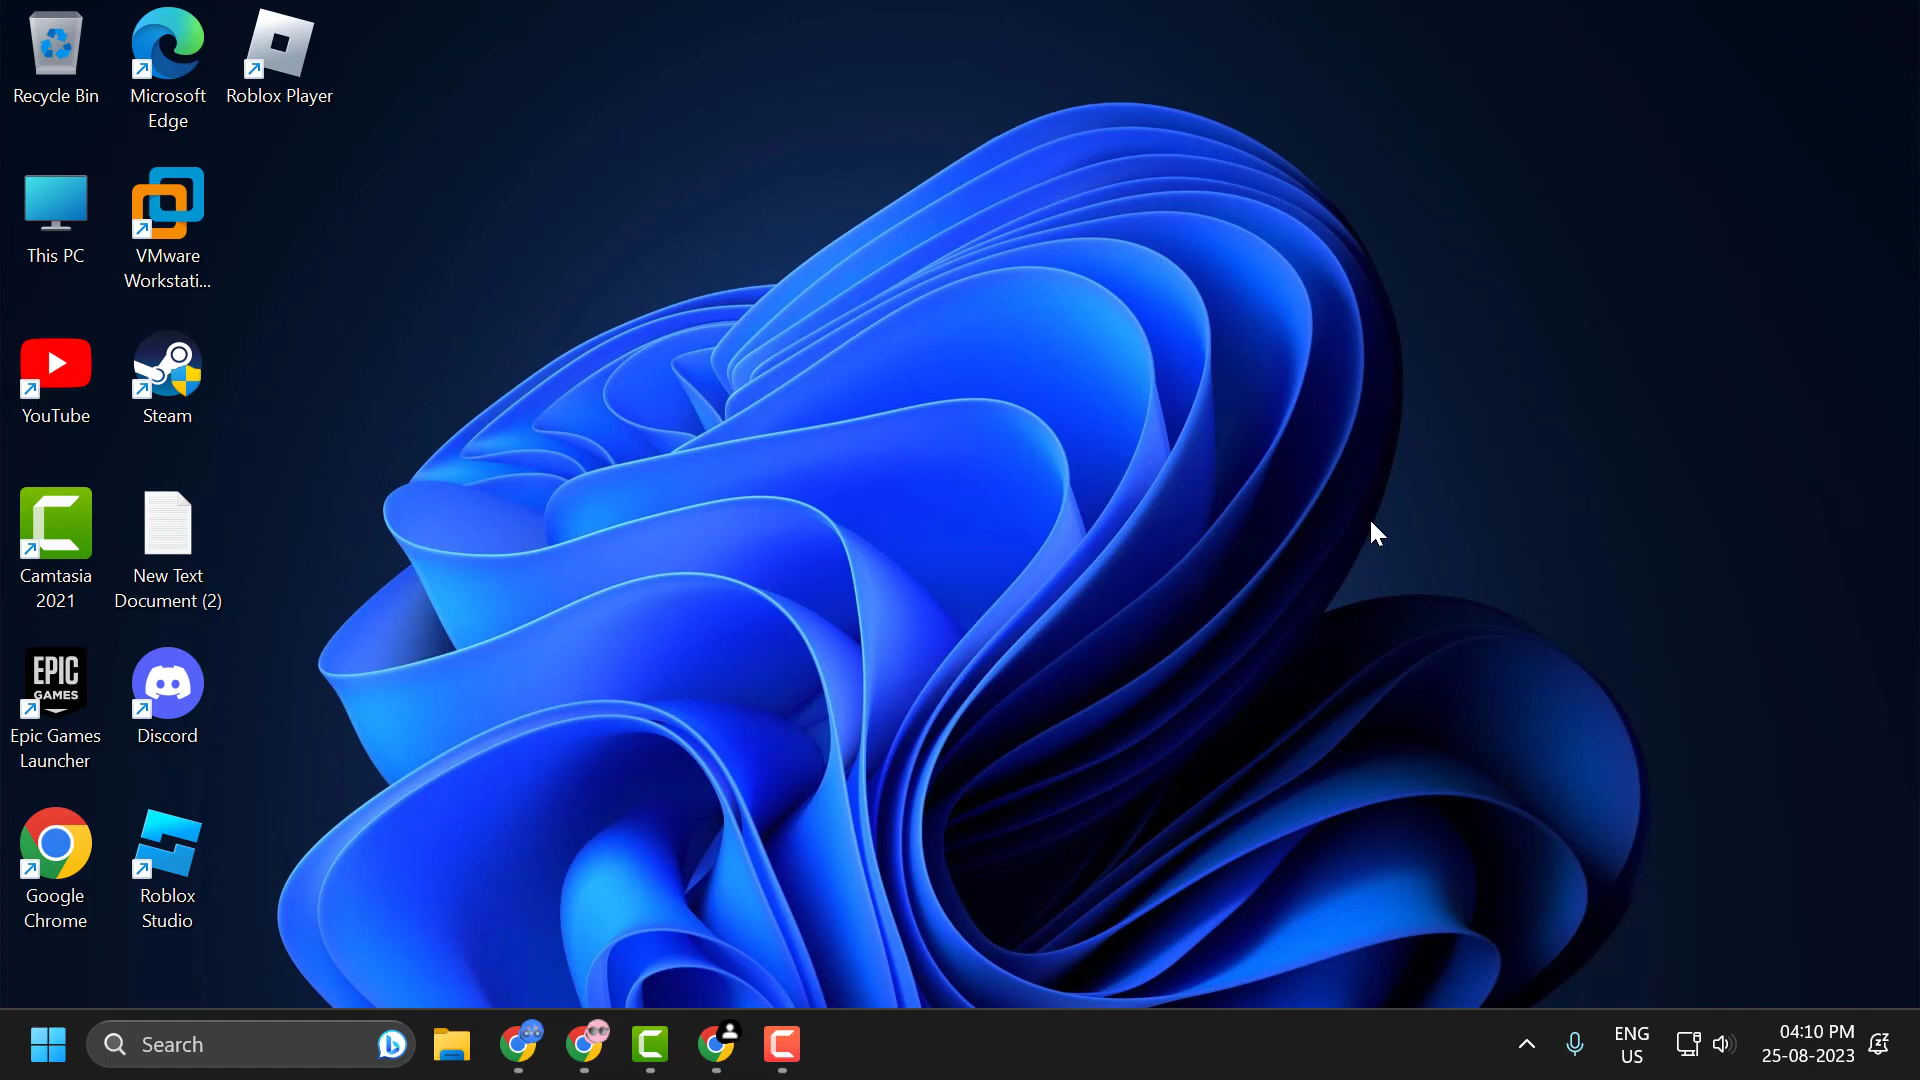 Recycle Bin
Microsoft
Edge
Roblox Player
This PC
VMware
Workstati...
YouTube
Steam
Camtasia
2021
New Text
Document (2)
EPIC
GAMES
Epic Games
Launcher
Discord
Google
Chrome
Roblox
Studio
Search
ENG
US
04:10 PM
25-08-2023